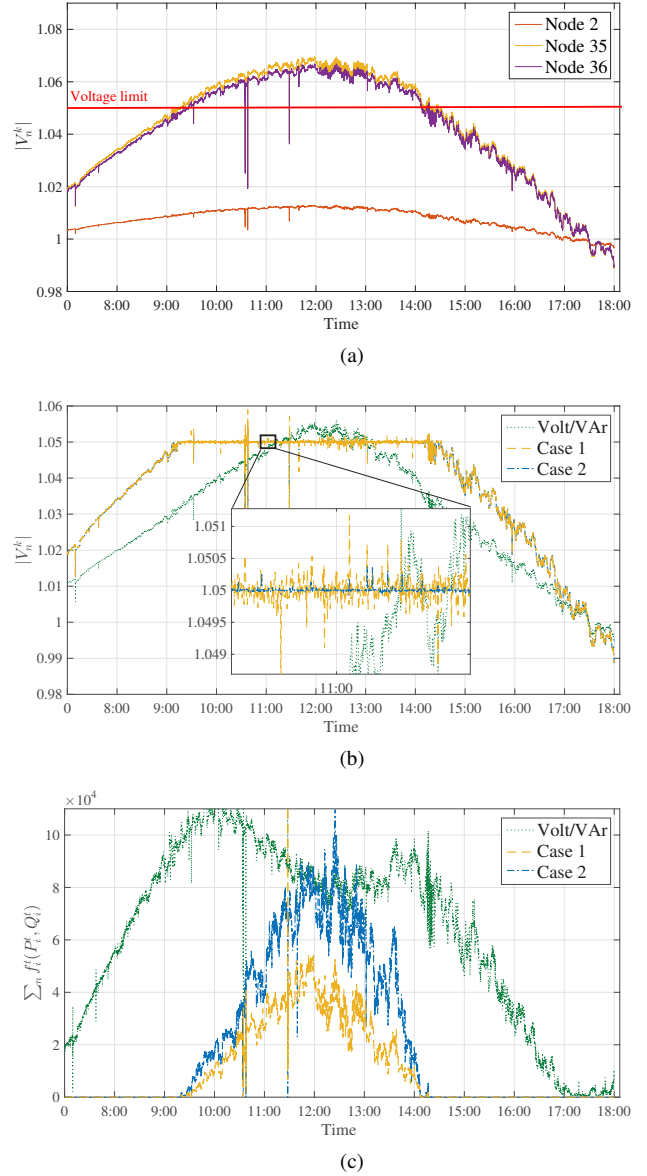 1.08
1.06
1.04
1.02
1
0.98
|V_n^k|
Node 2
Node 35
Node 36
Voltage limit
0 8:00 9:00 10:00 11:00 12:00 13:00 14:00 15:00 16:00 17:00 18:00
Time
(a)
1.06
1.05
1.04
1.03
1.02
1.01
1
0.99
0.98
|V_n^k|
Volt/VAr
Case 1
Case 2
1.051
1.0505
1.05
1.0495
1.049
11:00
0 8:00 9:00 10:00 11:00 12:00 13:00 14:00 15:00 16:00 17:00 18:00
Time
(b)
×10⁴
10
8
6
4
2
0
∑_n f_i^t(P_i^t, Q_i^t)
Volt/VAr
Case 1
Case 2
0 8:00 9:00 10:00 11:00 12:00 13:00 14:00 15:00 16:00 17:00 18:00
Time
(c)